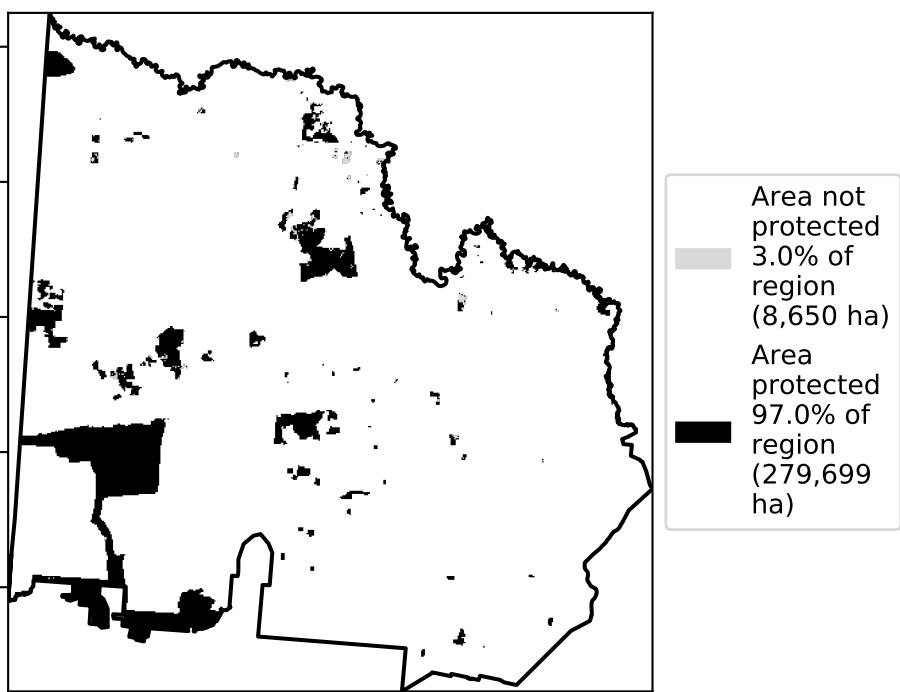 Area not
protected
3.0% of
region
(8,650 ha)
Area
protected
97.0% of
region
(279,699
ha)